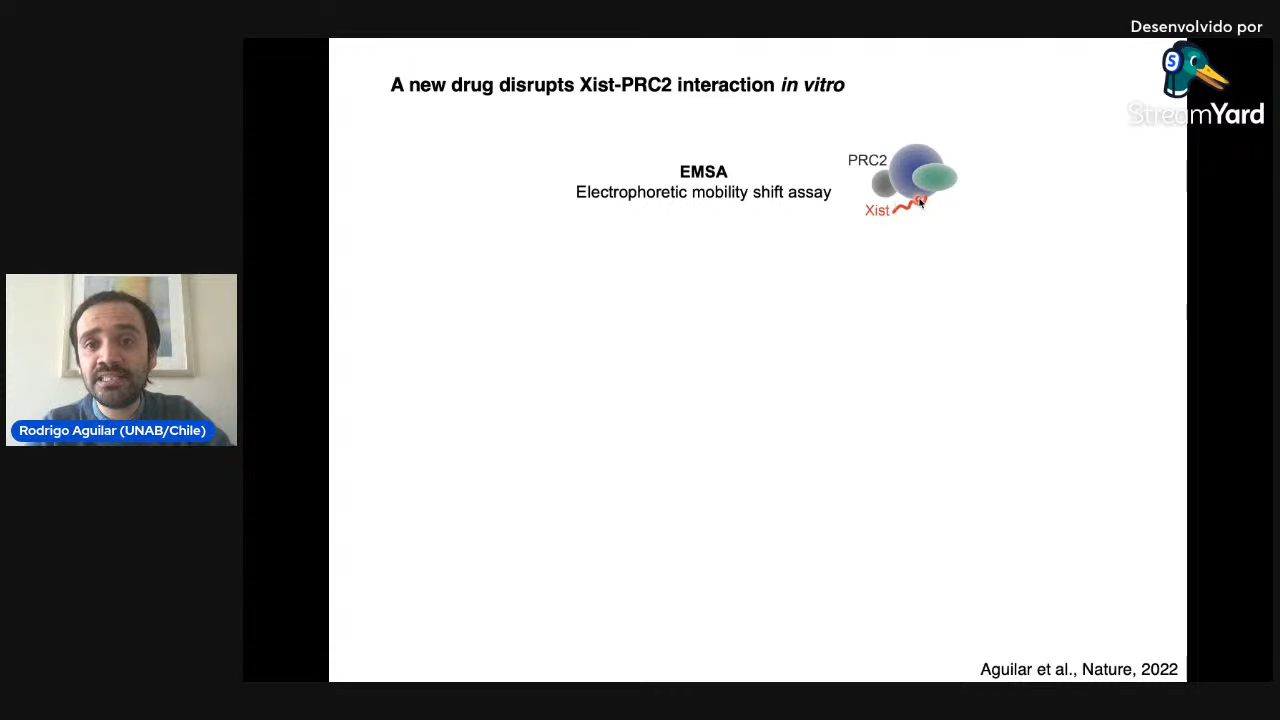 Desenvolvido por
StreamYard
A new drug disrupts Xist-PRC2 interaction in vitro
EMSA
Electrophoretic mobility shift assay
PRC2
Xist
Rodrigo Aguilar (UNAB/Chile)
Aguilar et al., Nature, 2022